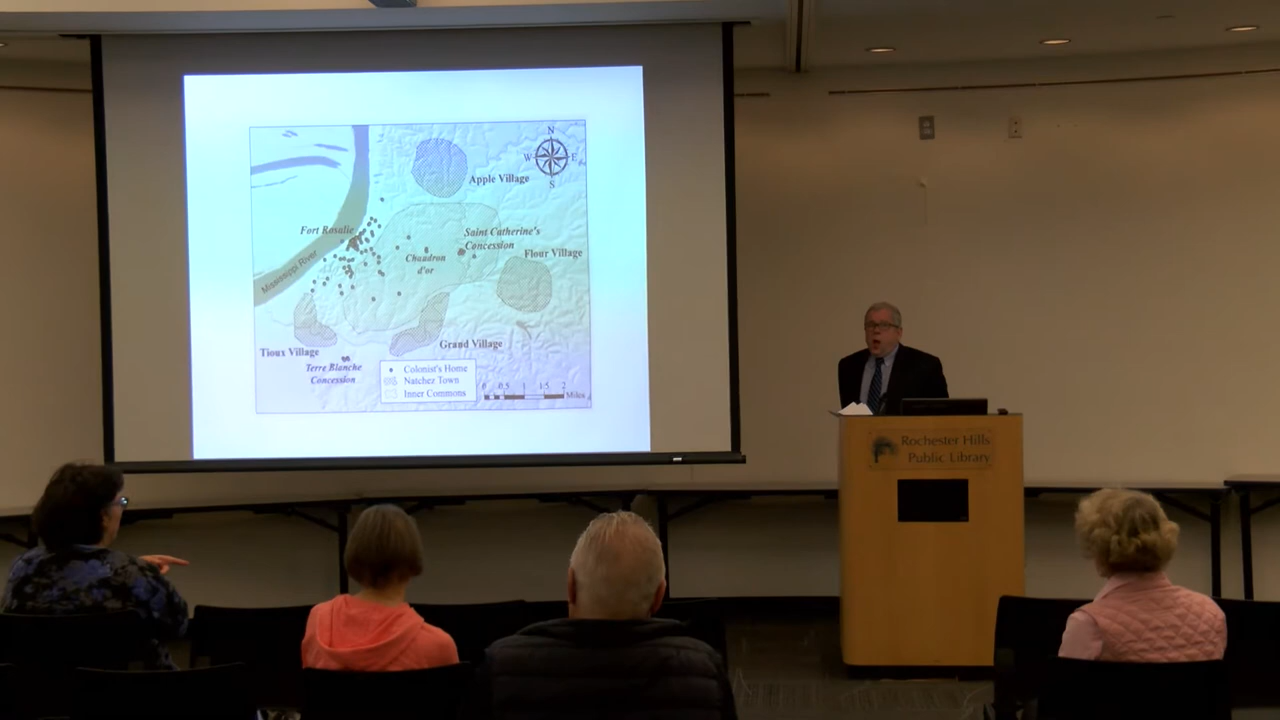 N
W
E
S
Apple Village
Fort Rosalie
Saint Catherine's
Concession
Chaudron
d'or
Flour Village
Mississippi River
Tioux Village
Grand Village
Terre Blanche
Concession
Colonist's Home
Natchez Town
Inner Commons
0 0.5 1 1.5 2
Miles
Rochester Hills
Public Library